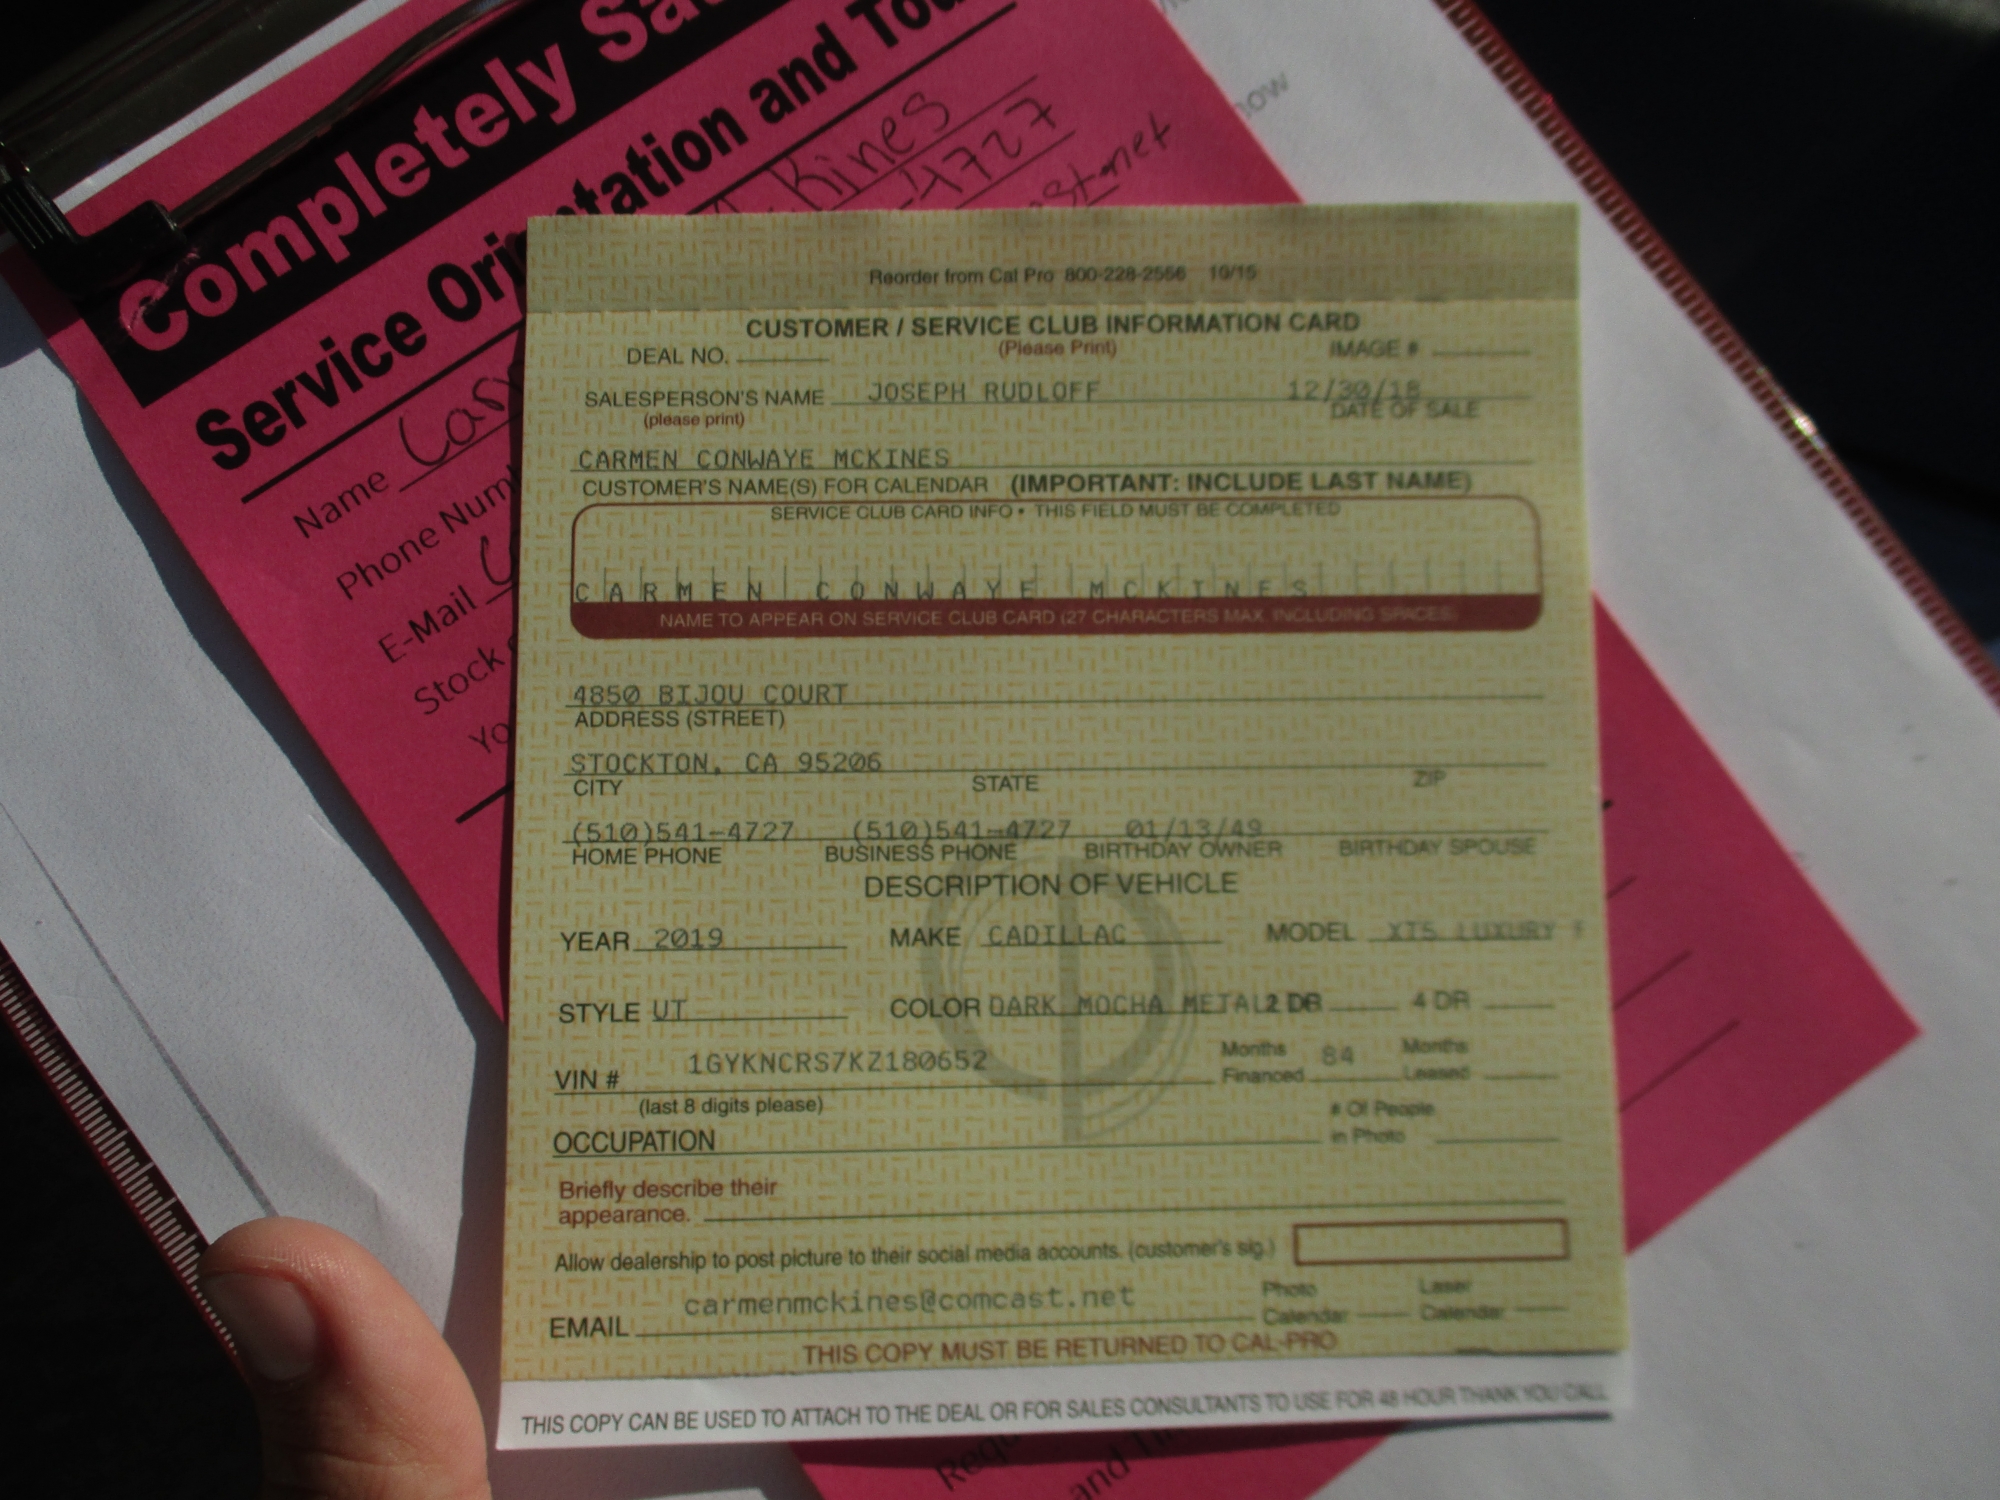 Completely Sa
Service Ori tation and Tou
Name Car Kines
Phone Num -4727
E-Mail C st.net
Stock
Yo
now
Reorder from Cal Pro 800-228-2556 10/15
CUSTOMER / SERVICE CLUB INFORMATION CARD
DEAL NO. (Please Print) IMAGE #
SALESPERSON'S NAME JOSEPH RUDLOFF 12/30/18
(please print) DATE OF SALE
CARMEN CONWAYE MCKINES
CUSTOMER'S NAME(S) FOR CALENDAR (IMPORTANT: INCLUDE LAST NAME)
SERVICE CLUB CARD INFO • THIS FIELD MUST BE COMPLETED
CARMEN CONWAYE MCKINES
NAME TO APPEAR ON SERVICE CLUB CARD (27 CHARACTERS MAX. INCLUDING SPACES)
4850 BIJOU COURT
ADDRESS (STREET)
STOCKTON, CA 95206
CITY STATE ZIP
(510)541-4727 (510)541-4727 01/13/49
HOME PHONE BUSINESS PHONE BIRTHDAY OWNER BIRTHDAY SPOUSE
DESCRIPTION OF VEHICLE
YEAR 2019 MAKE CADILLAC MODEL XT5 LUXURY F
STYLE UT COLOR DARK MOCHA METAL 2 DR 4 DR
VIN # 1GYKNCRS7KZ180652 Months Financed 84 Months Leased
(last 8 digits please)
OCCUPATION # Of People in Photo
Briefly describe their
appearance.
Allow dealership to post picture to their social media accounts. (customer's sig.)
EMAIL carmenmckines@comcast.net Photo Calendar Laser Calendar
THIS COPY MUST BE RETURNED TO CAL-PRO
THIS COPY CAN BE USED TO ATTACH TO THE DEAL OR FOR SALES CONSULTANTS TO USE FOR 48 HOUR THANK YOU CALL
Requ
and Ti